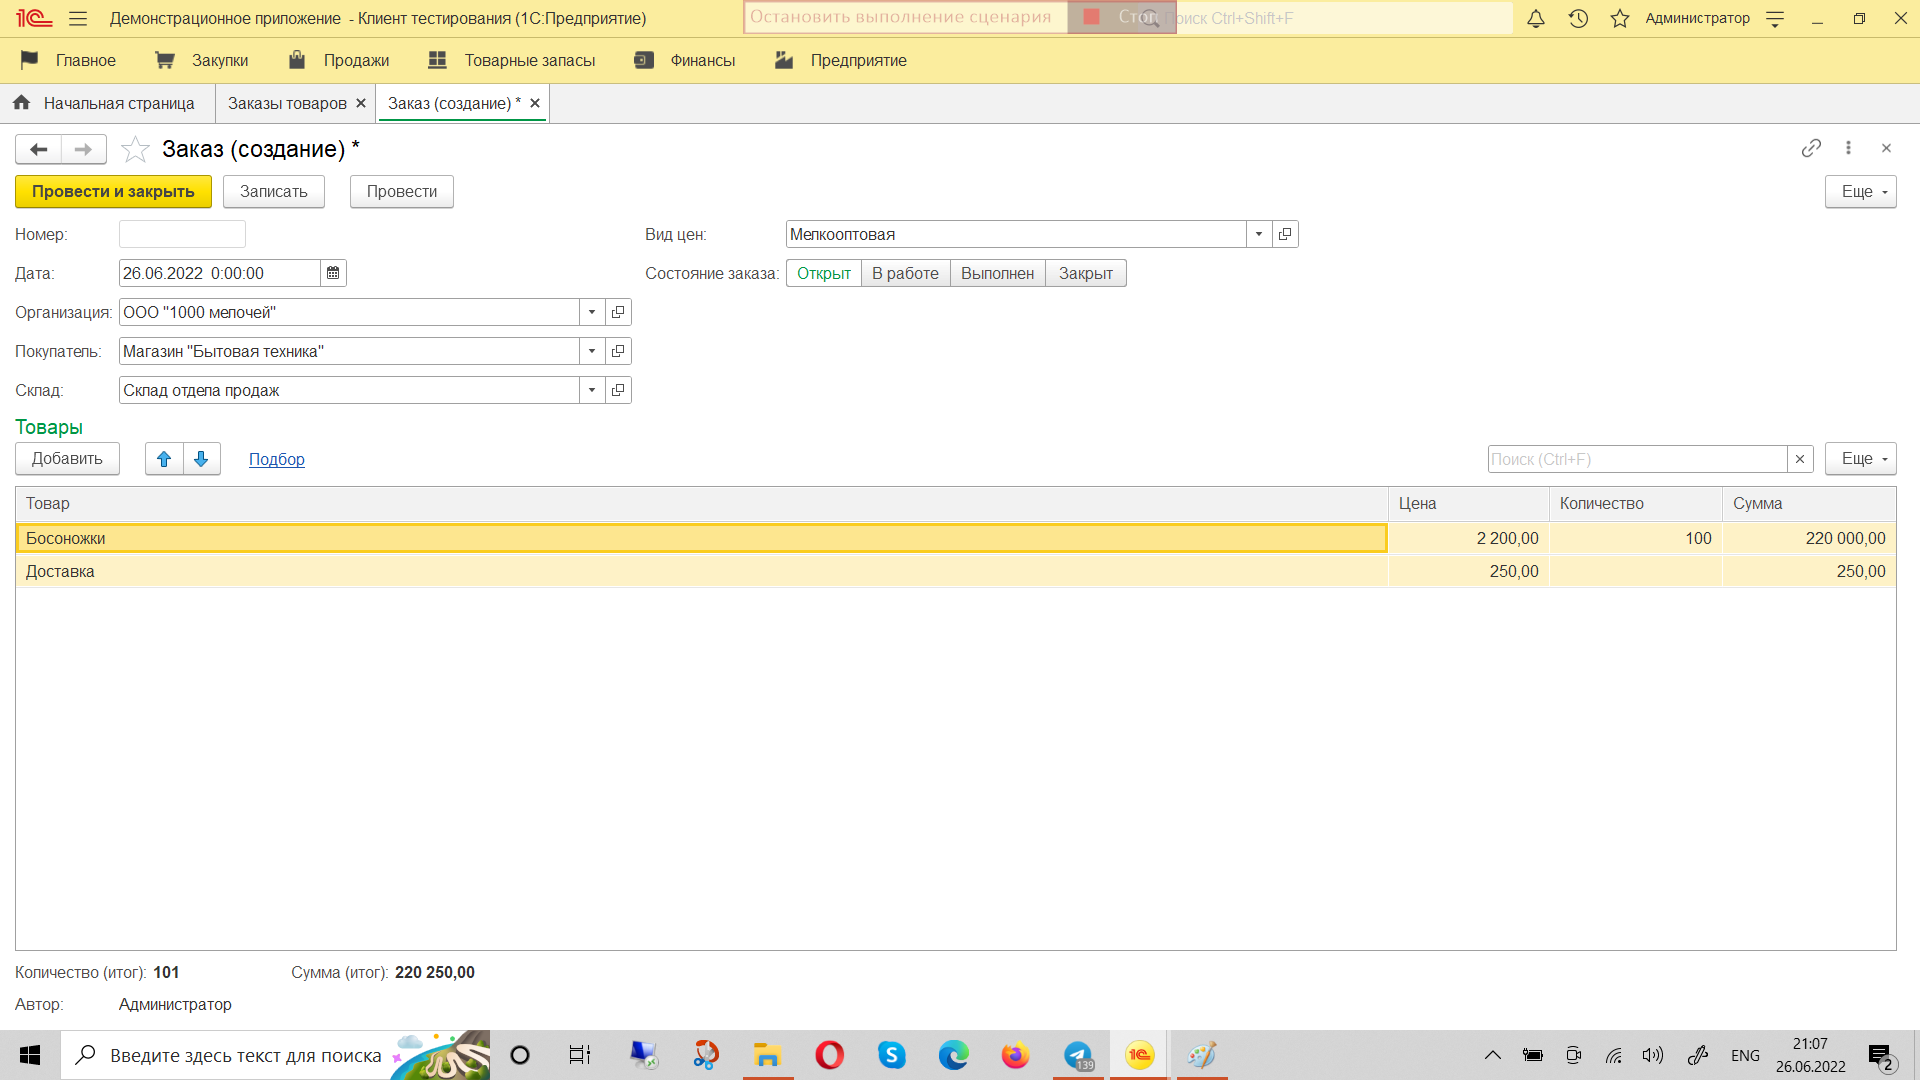 Демонстрационное приложение - Клиент тестирования (1С:Предприятие)
Остановить выполнение сценария
Поиск Ctrl+Shift+F
Администратор
Главное
Закупки
Продажи
Товарные запасы
Финансы
Предприятие
Начальная страница
Заказы товаров
Заказ (создание) *
Заказ (создание) *
Провести и закрыть
Записать
Провести
Еще
Номер:
Вид цен: Мелкооптовая
Дата: 26.06.2022 0:00:00
Состояние заказа: Открыт В работе Выполнен Закрыт
Организация: ООО "1000 мелочей"
Покупатель: Магазин "Бытовая техника"
Склад: Склад отдела продаж
Товары
Добавить
Подбор
Поиск (Ctrl+F)
Еще
Товар Цена Количество Сумма
Босоножки 2 200,00 100 220 000,00
Доставка 250,00 250,00
Количество (итог): 101 Сумма (итог): 220 250,00
Автор: Администратор
Введите здесь текст для поиска
139
ENG
21:07
26.06.2022
2